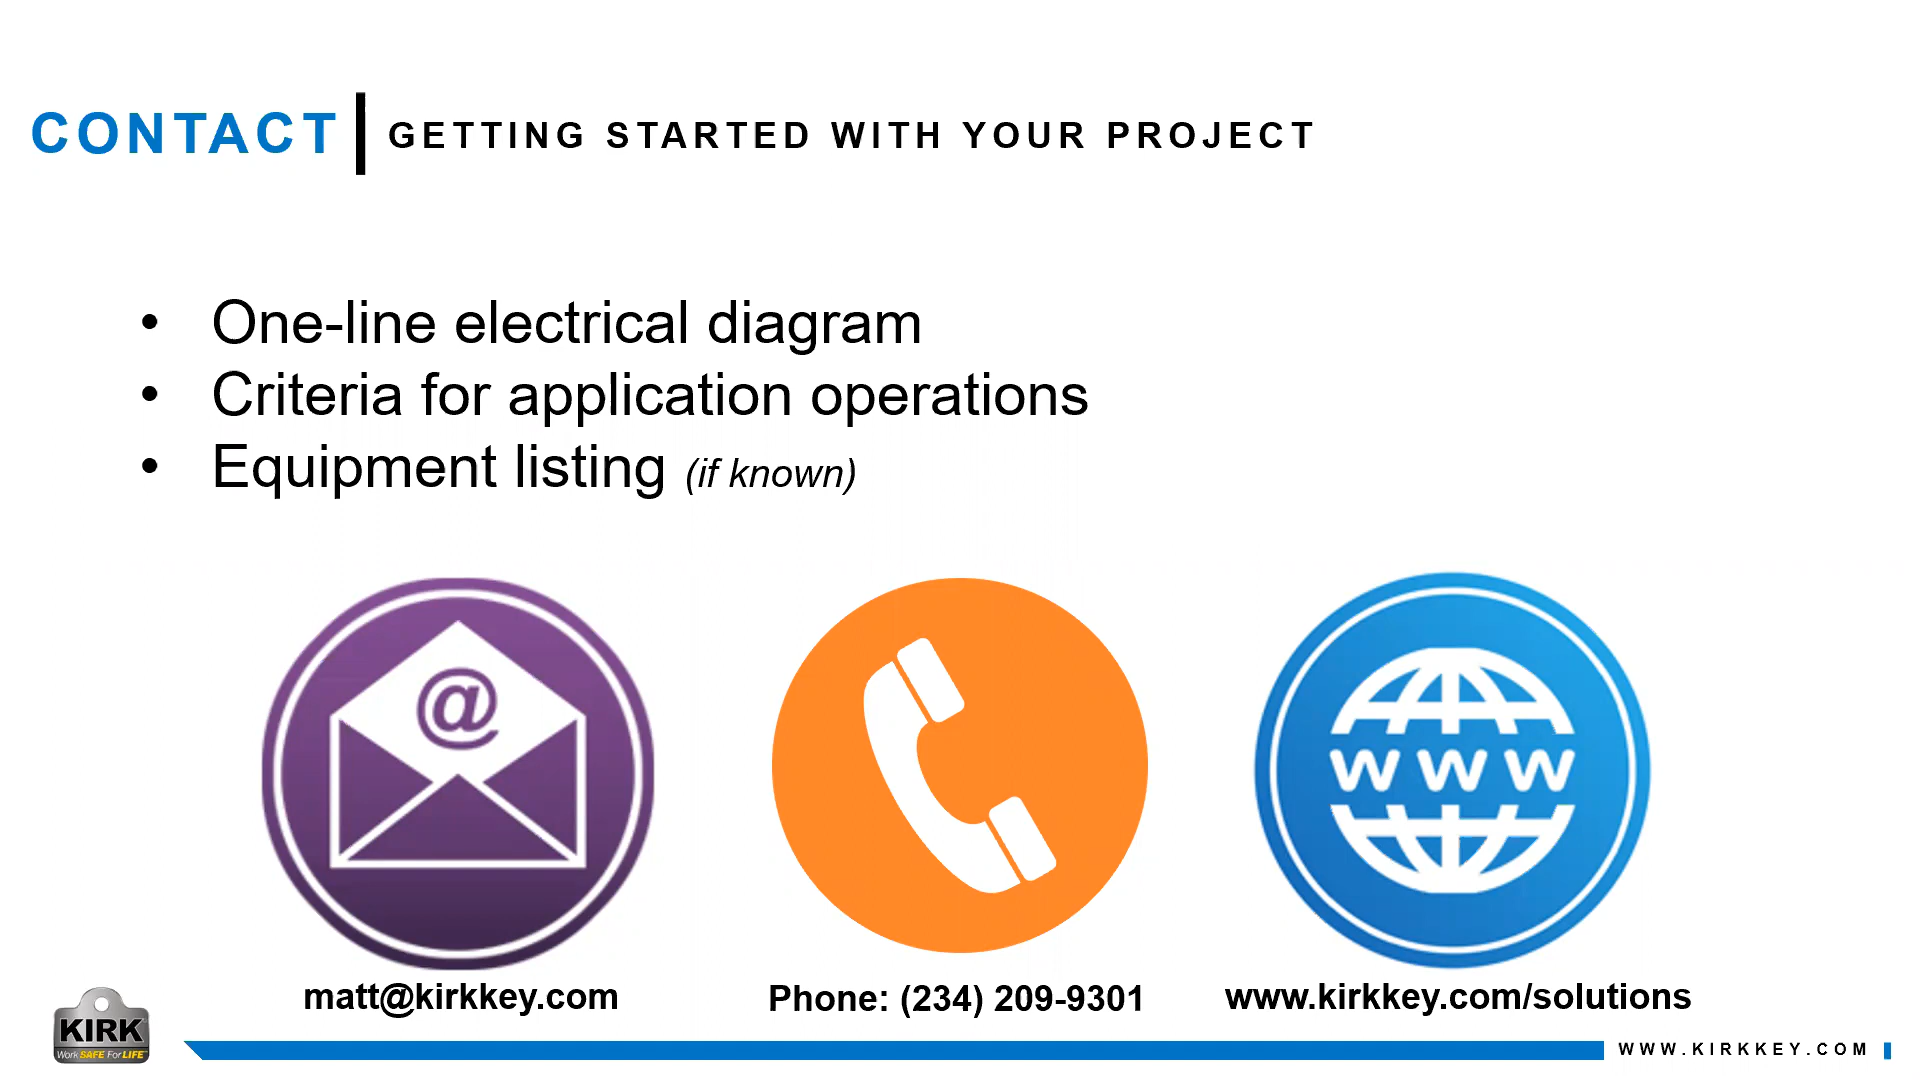 CONTACT GETTING STARTED WITH YOUR PROJECT
• One-line electrical diagram
• Criteria for application operations
• Equipment listing (if known)
@
www
matt@kirkkey.com
Phone: (234) 209-9301
www.kirkkey.com/solutions
KIRK
Work SAFE For LIFE
WWW.KIRKKEY.COM